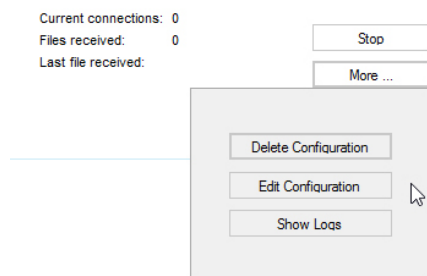 Current connections: 0
Files received: 0
Stop
Last file received:
More ...
Delete Configuration
Edit Configuration
Show Logs